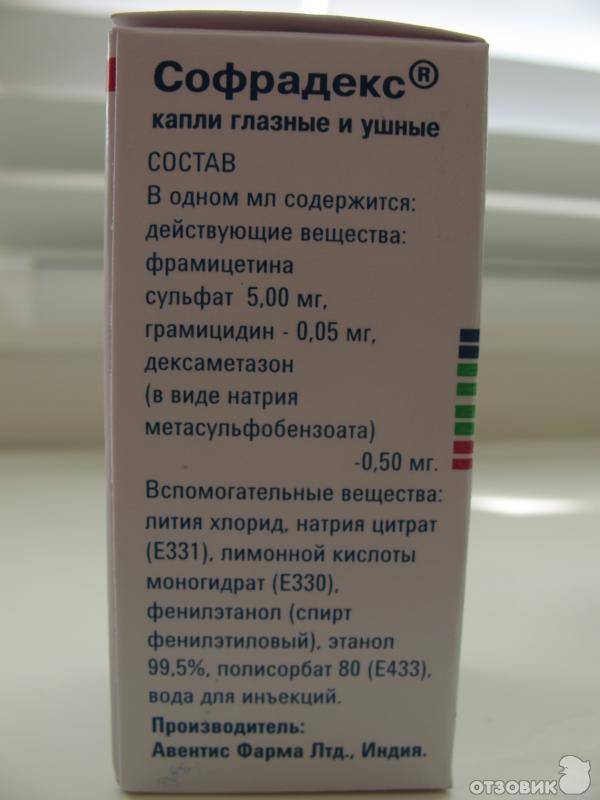 Софрадекс®
капли глазные и ушные
СОСТАВ
В одном мл содержится:
действующие вещества:
фрамицетина
сульфат 5,00 мг,
грамицидин - 0,05 мг,
дексаметазон
(в виде натрия
метасульфобензоата)
-0,50 мг.
Вспомогательные вещества:
лития хлорид, натрия цитрат
(Е331), лимонной кислоты
моногидрат (Е330),
фенилэтанол (спирт
фенилэтиловый), этанол
99,5%, полисорбат 80 (Е433),
вода для инъекций.
Производитель:
Авентис Фарма Лтд., Индия.
ОТЗОВИК